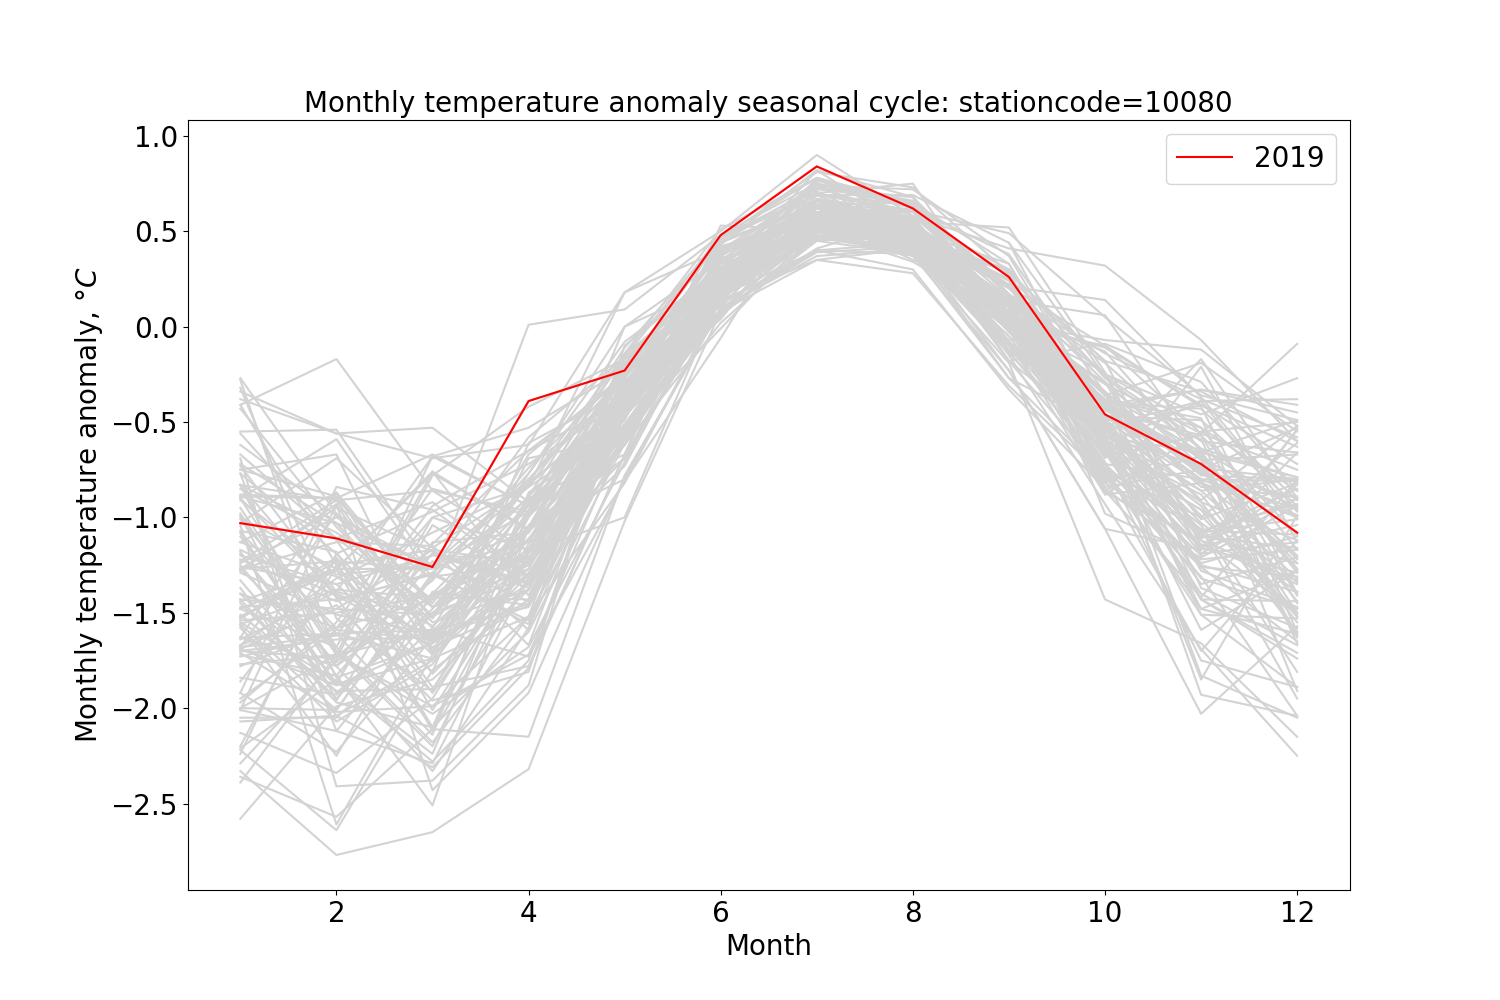 Monthly temperature anomaly seasonal cycle: stationcode=10080
2019
Monthly temperature anomaly, °C
1.0
0.5
0.0
−0.5
−1.0
−1.5
−2.0
−2.5
2 4 6 8 10 12
Month